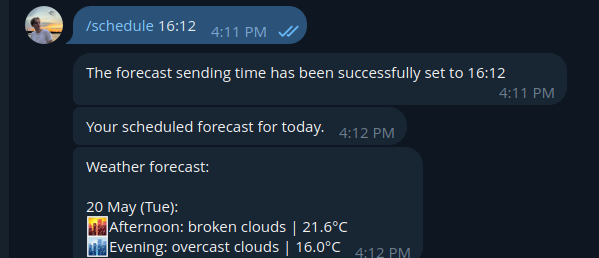 /schedule 16:12 4:11 PM
The forecast sending time has been successfully set to 16:12
4:11 PM
Your scheduled forecast for today. 4:12 PM
Weather forecast:
20 May (Tue):
🌇Afternoon: broken clouds | 21.6°C
🏙Evening: overcast clouds | 16.0°C 4:12 PM